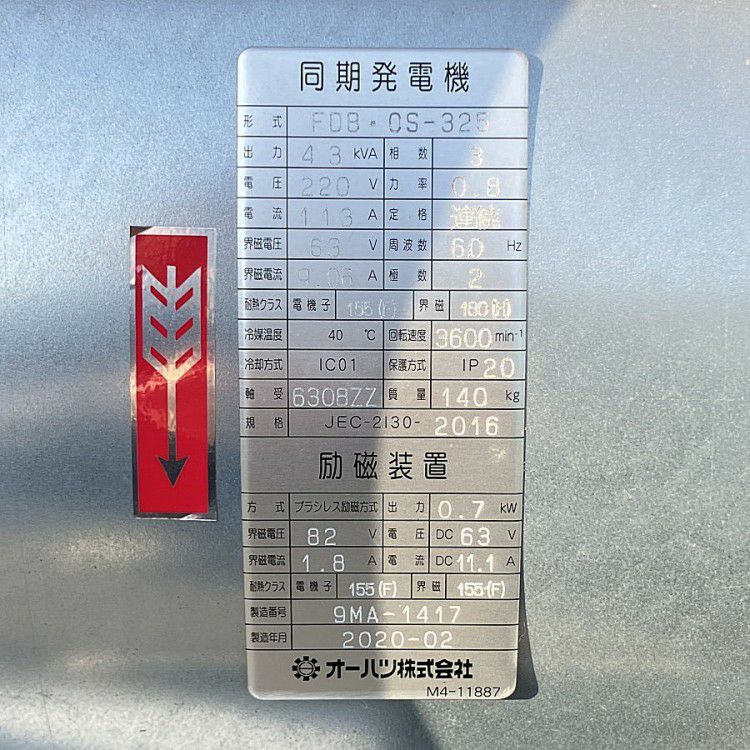 同期発電機
形式 FDB・OS-325
出力 43 kVA 相数 3
電圧 220 V 力率 0.8
電流 113 A 定格 連続
界磁電圧 63 V 周波数 60 Hz
界磁電流 9.06 A 極数 2
耐熱クラス 電機子 155(F) 界磁 180(H)
冷媒温度 40 ℃ 回転速度 3600 min⁻¹
冷却方式 IC01 保護方式 IP20
軸受 6308ZZ 質量 140 kg
規格 JEC-2130-2016
励磁装置
方式 ブラシレス励磁方式 出力 0.7 kW
界磁電圧 82 V 電圧 DC 63 V
界磁電流 1.8 A 電流 DC 11.1 A
耐熱クラス 電機子 155(F) 界磁 155(F)
製造番号 9MA-1417
製造年月 2020-02
オーハツ株式会社
M4-11887